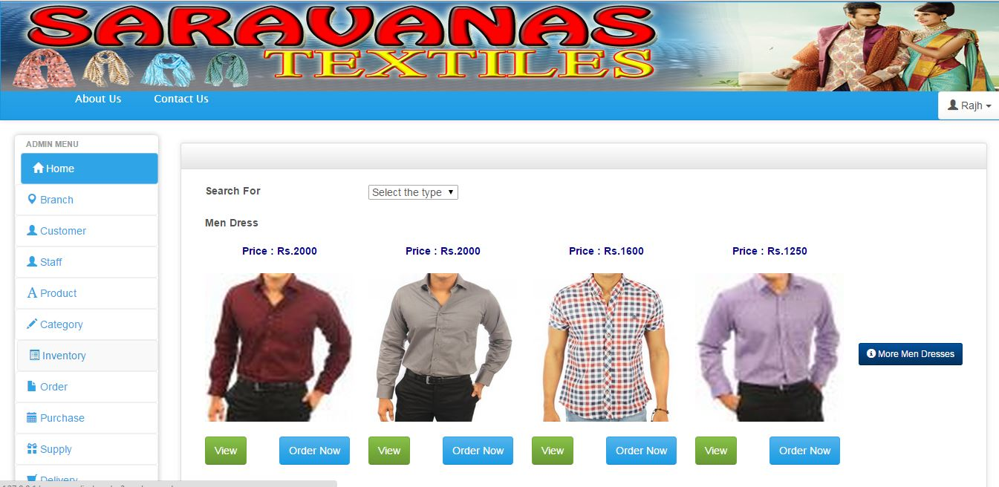 SARAVANAS
TEXTILES
About Us Contact Us
Rajh
ADMIN MENU
Home
Branch
Customer
Staff
Product
Category
Inventory
Order
Purchase
Supply
Delivery
Search For Select the type
Men Dress
Price : Rs.2000 Price : Rs.2000 Price : Rs.1600 Price : Rs.1250
More Men Dresses
View Order Now View Order Now View Order Now View Order Now